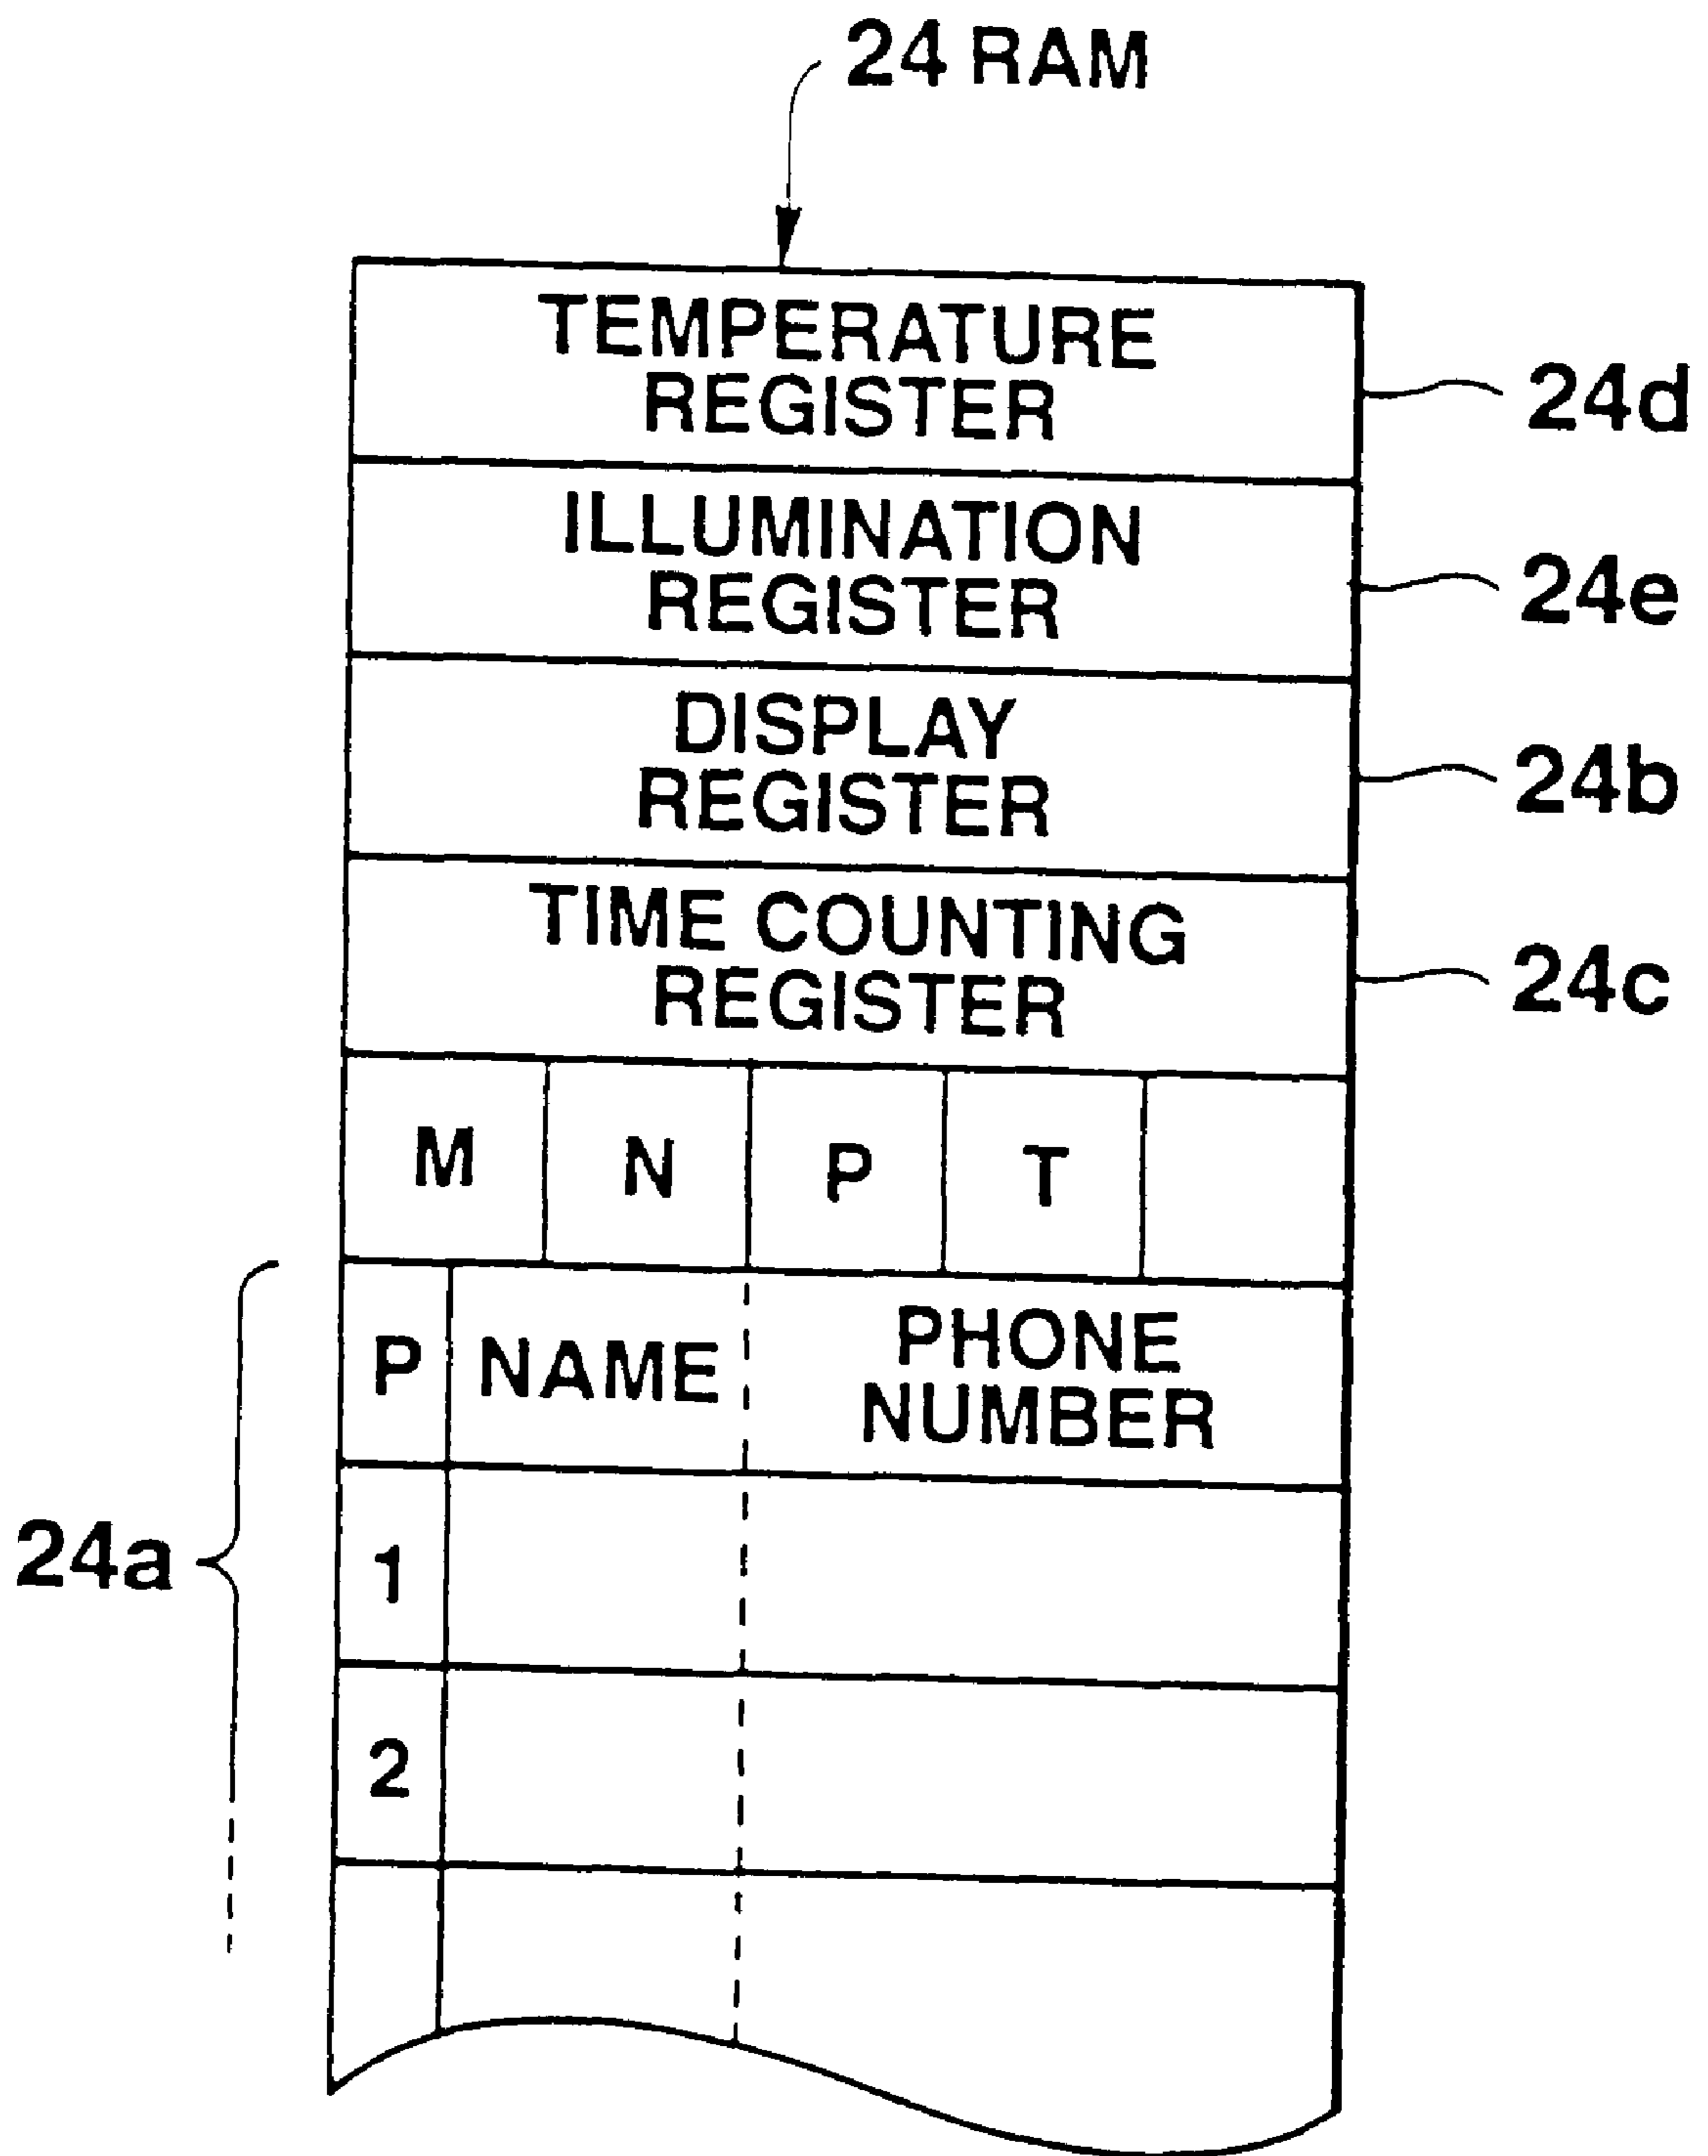 24 RAM
TEMPERATURE
REGISTER
24d
ILLUMINATION
REGISTER
24e
DISPLAY
REGISTER
24b
TIME COUNTING
REGISTER
24c
M N P T
P NAME PHONE
NUMBER
24a
1
2